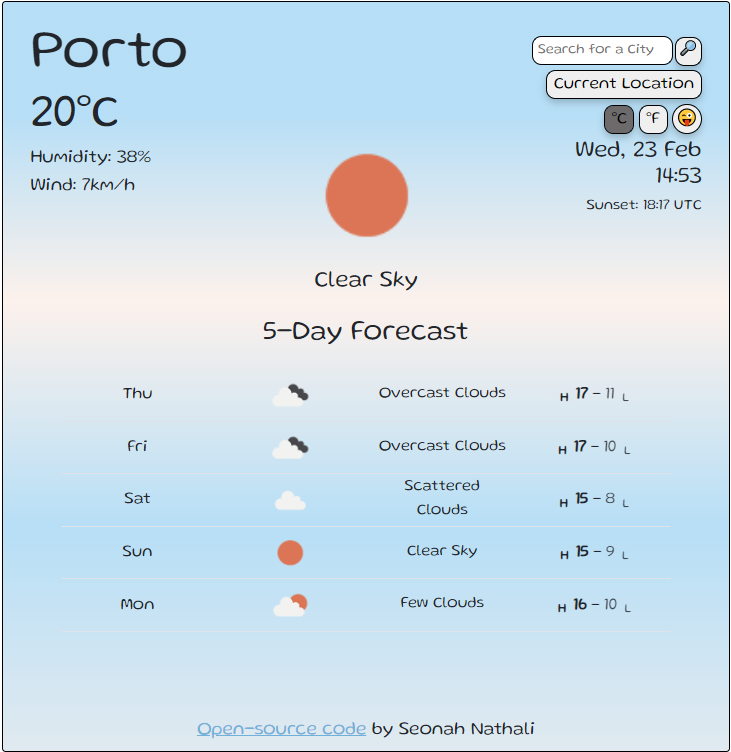 Porto
20°C
Humidity: 38%
Wind: 7km/h
Search for a City
Current Location
°C °F
Wed, 23 Feb
14:53
Sunset: 18:17 UTC
Clear Sky
5-Day Forecast
Thu Overcast Clouds H 17 - 11 L
Fri Overcast Clouds H 17 - 10 L
Sat Scattered
Clouds H 15 - 8 L
Sun Clear Sky H 15 - 9 L
Mon Few Clouds H 16 - 10 L
Open-source code by Seonah Nathali